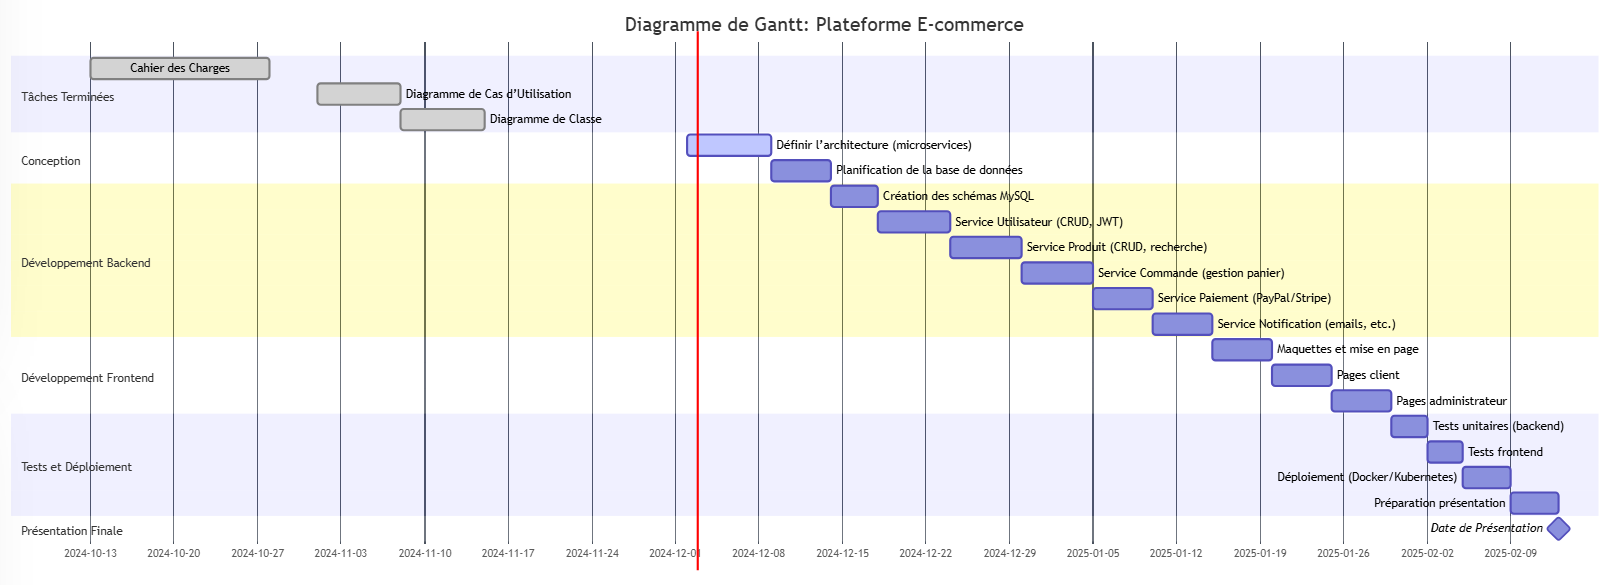 Diagramme de Gantt: Plateforme E-commerce
Cahier des Charges
Tâches Terminées
Diagramme de Cas d’Utilisation
Diagramme de Classe
Conception
Définir l’architecture (microservices)
Planification de la base de données
Développement Backend
Création des schémas MySQL
Service Utilisateur (CRUD, JWT)
Service Produit (CRUD, recherche)
Service Commande (gestion panier)
Service Paiement (PayPal/Stripe)
Service Notification (emails, etc.)
Développement Frontend
Maquettes et mise en page
Pages client
Pages administrateur
Tests et Déploiement
Tests unitaires (backend)
Tests frontend
Déploiement (Docker/Kubernetes)
Préparation présentation
Présentation Finale
Date de Présentation
2024-10-13 2024-10-20 2024-10-27 2024-11-03 2024-11-10 2024-11-17 2024-11-24 2024-12-01 2024-12-08 2024-12-15 2024-12-22 2024-12-29 2025-01-05 2025-01-12 2025-01-19 2025-01-26 2025-02-02 2025-02-09